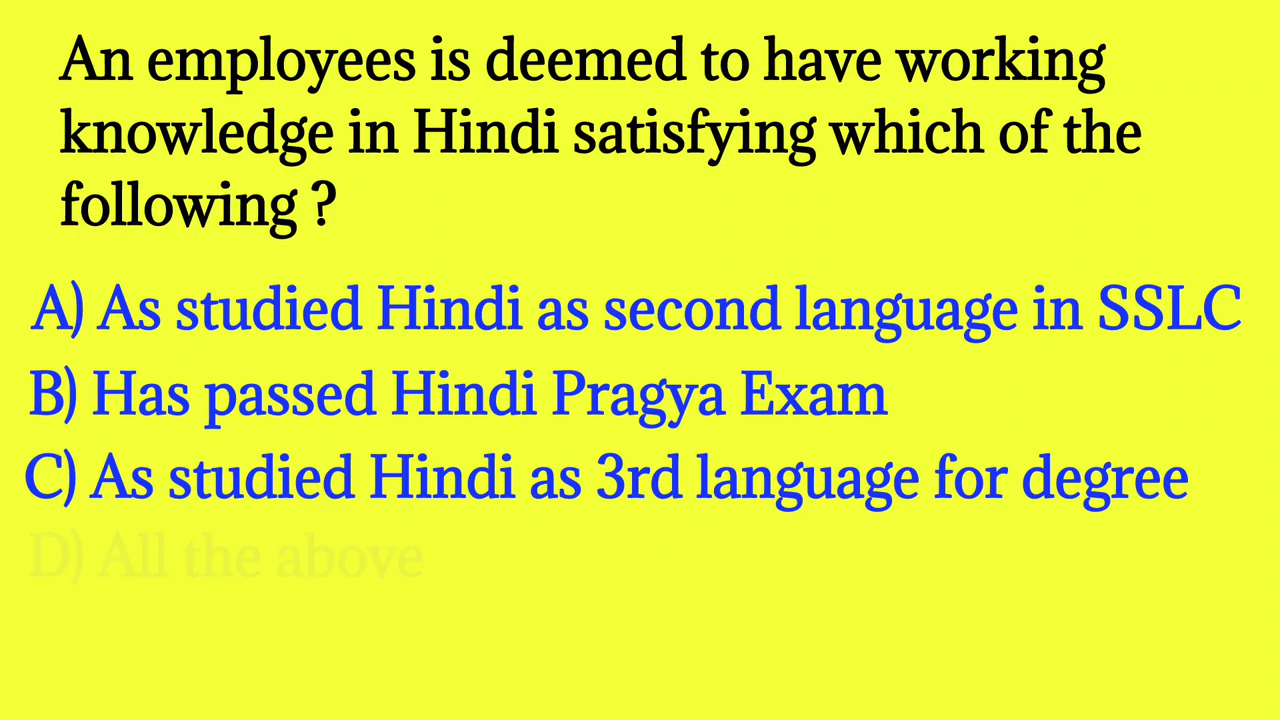 An employees is deemed to have working
knowledge in Hindi satisfying which of the
following ?
A) As studied Hindi as second language in SSLC
B) Has passed Hindi Pragya Exam
C) As studied Hindi as 3rd language for degree
D) All the above